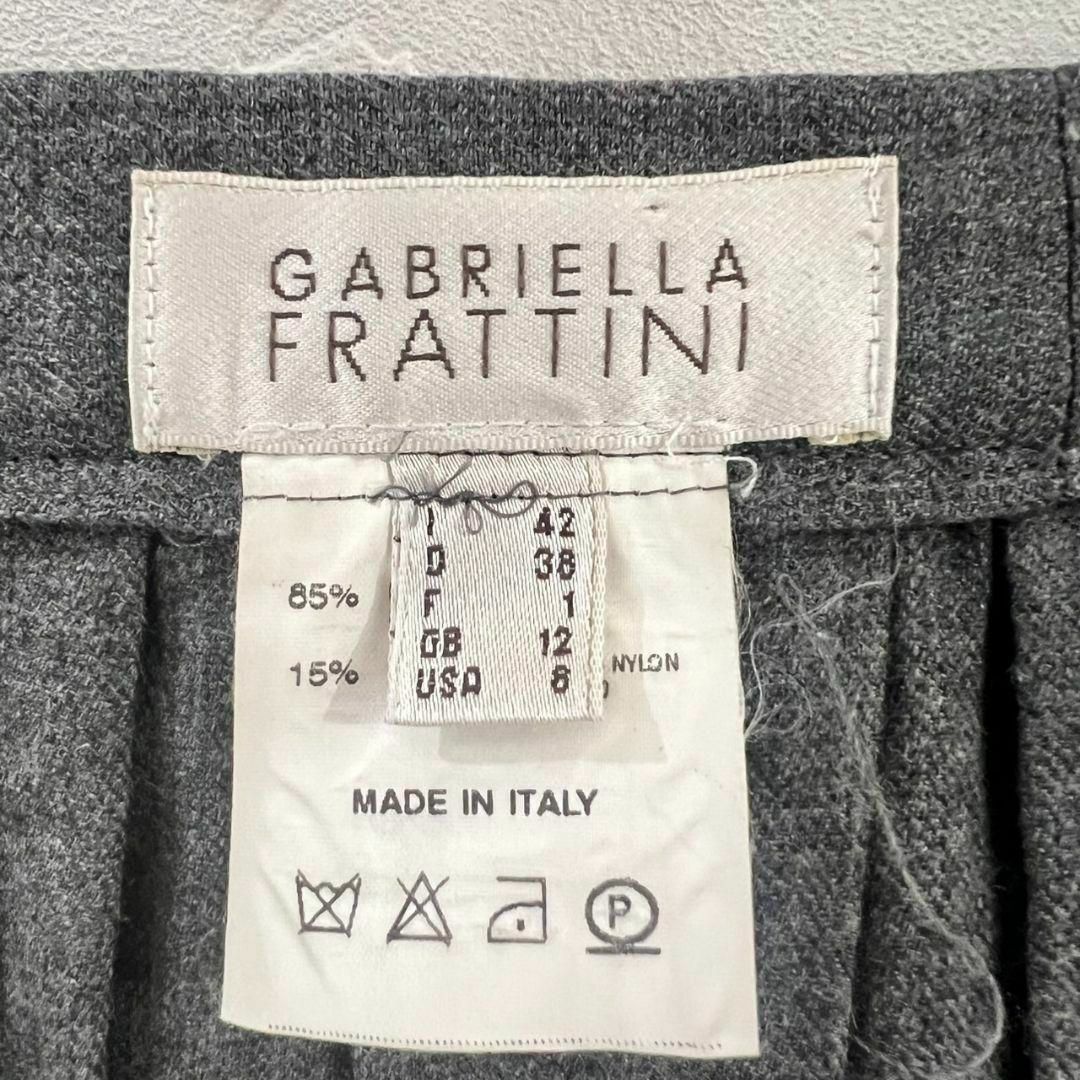 GABRIELLA
FRATTINI
I 42
D 38
F 1
GB 12
USA 8
85%
15% NYLON
MADE IN ITALY
P